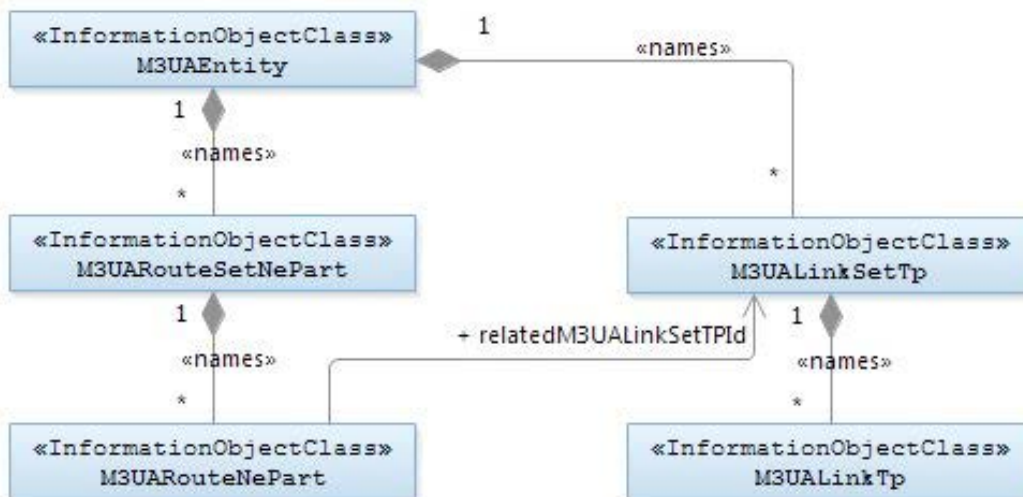 «InformationObjectClass»
M3UAEntity
1
«names»
1
«names»
*
*
«InformationObjectClass»
M3UARouteSetNePart
«InformationObjectClass»
M3UALinkSetTp
1
1
+ relatedM3UALinkSetTPId
«names»
«names»
*
*
«InformationObjectClass»
M3UARouteNePart
«InformationObjectClass»
M3UALinkTp